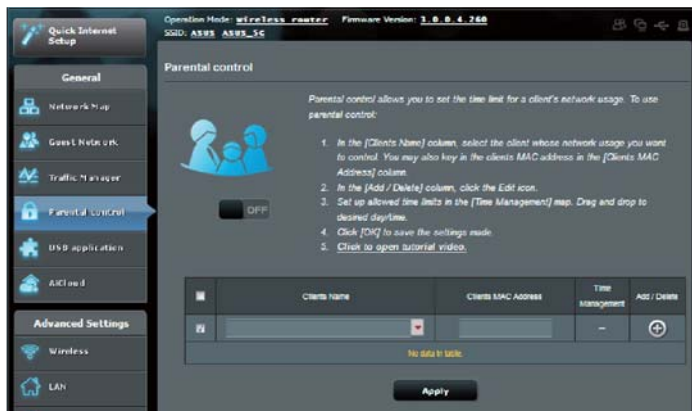 Quick Internet
Setup
Operation Mode: Wireless router Firmware Version: 3.0.0.4.260
SSID: ASUS ASUS_5G
General
Network Map
Guest Network
Traffic Manager
Parental control
USB application
AiCloud
Advanced Settings
Wireless
LAN
Parental control
Parental control allows you to set the time limit for a client's network usage. To use
parental control:
1. In the [Clients Name] column, select the client whose network usage you want
to control. You may also key in the clients MAC address in the [Clients MAC
Address] column.
2. In the [Add / Delete] column, click the Edit icon.
3. Set up allowed time limits in the [Time Management] map. Drag and drop to
desired day/time.
4. Click [OK] to save the settings made.
5. Click to open tutorial video.
OFF
Clients Name
Clients MAC Address
Time
Management
Add / Delete
–
No data in table.
Apply